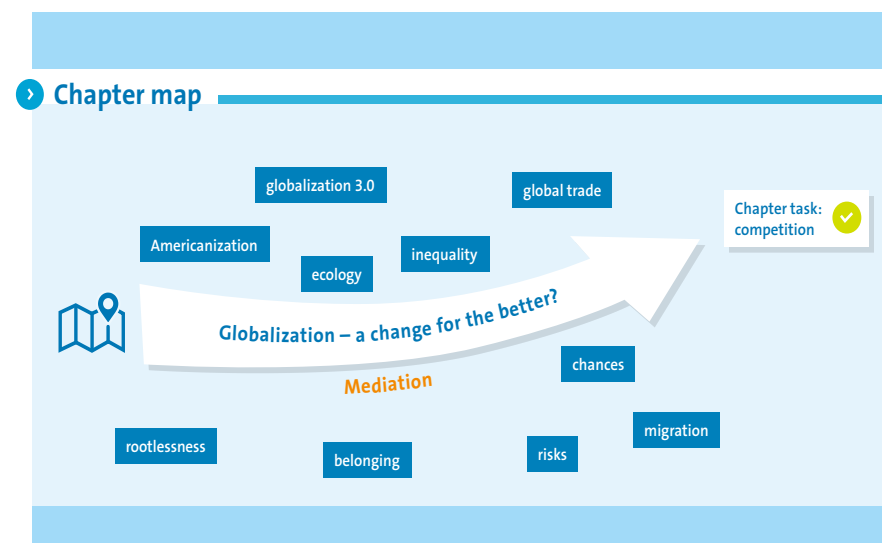 Chapter map
globalization 3.0
global trade
Chapter task:
competition
Americanization
inequality
ecology
Globalization – a change for the better?
Mediation
chances
migration
rootlessness
belonging
risks